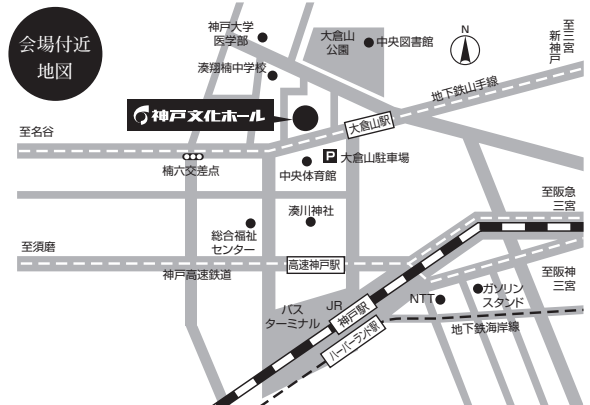 会場付近
地図
神戸大学
医学部
湊翔楠中学校
大倉山
公園
中央図書館
N
至三宮
新神戸
地下鉄山手線
神戸文化ホール
大倉山駅
至名谷
P 大倉山駐車場
楠六交差点
中央体育館
湊川神社
至阪急
三宮
総合福祉
センター
至須磨
高速神戸駅
神戸高速鉄道
至阪神
三宮
バス
ターミナル
JR
神戸駅
ハーバーランド駅
NTT
ガソリン
スタンド
地下鉄海岸線